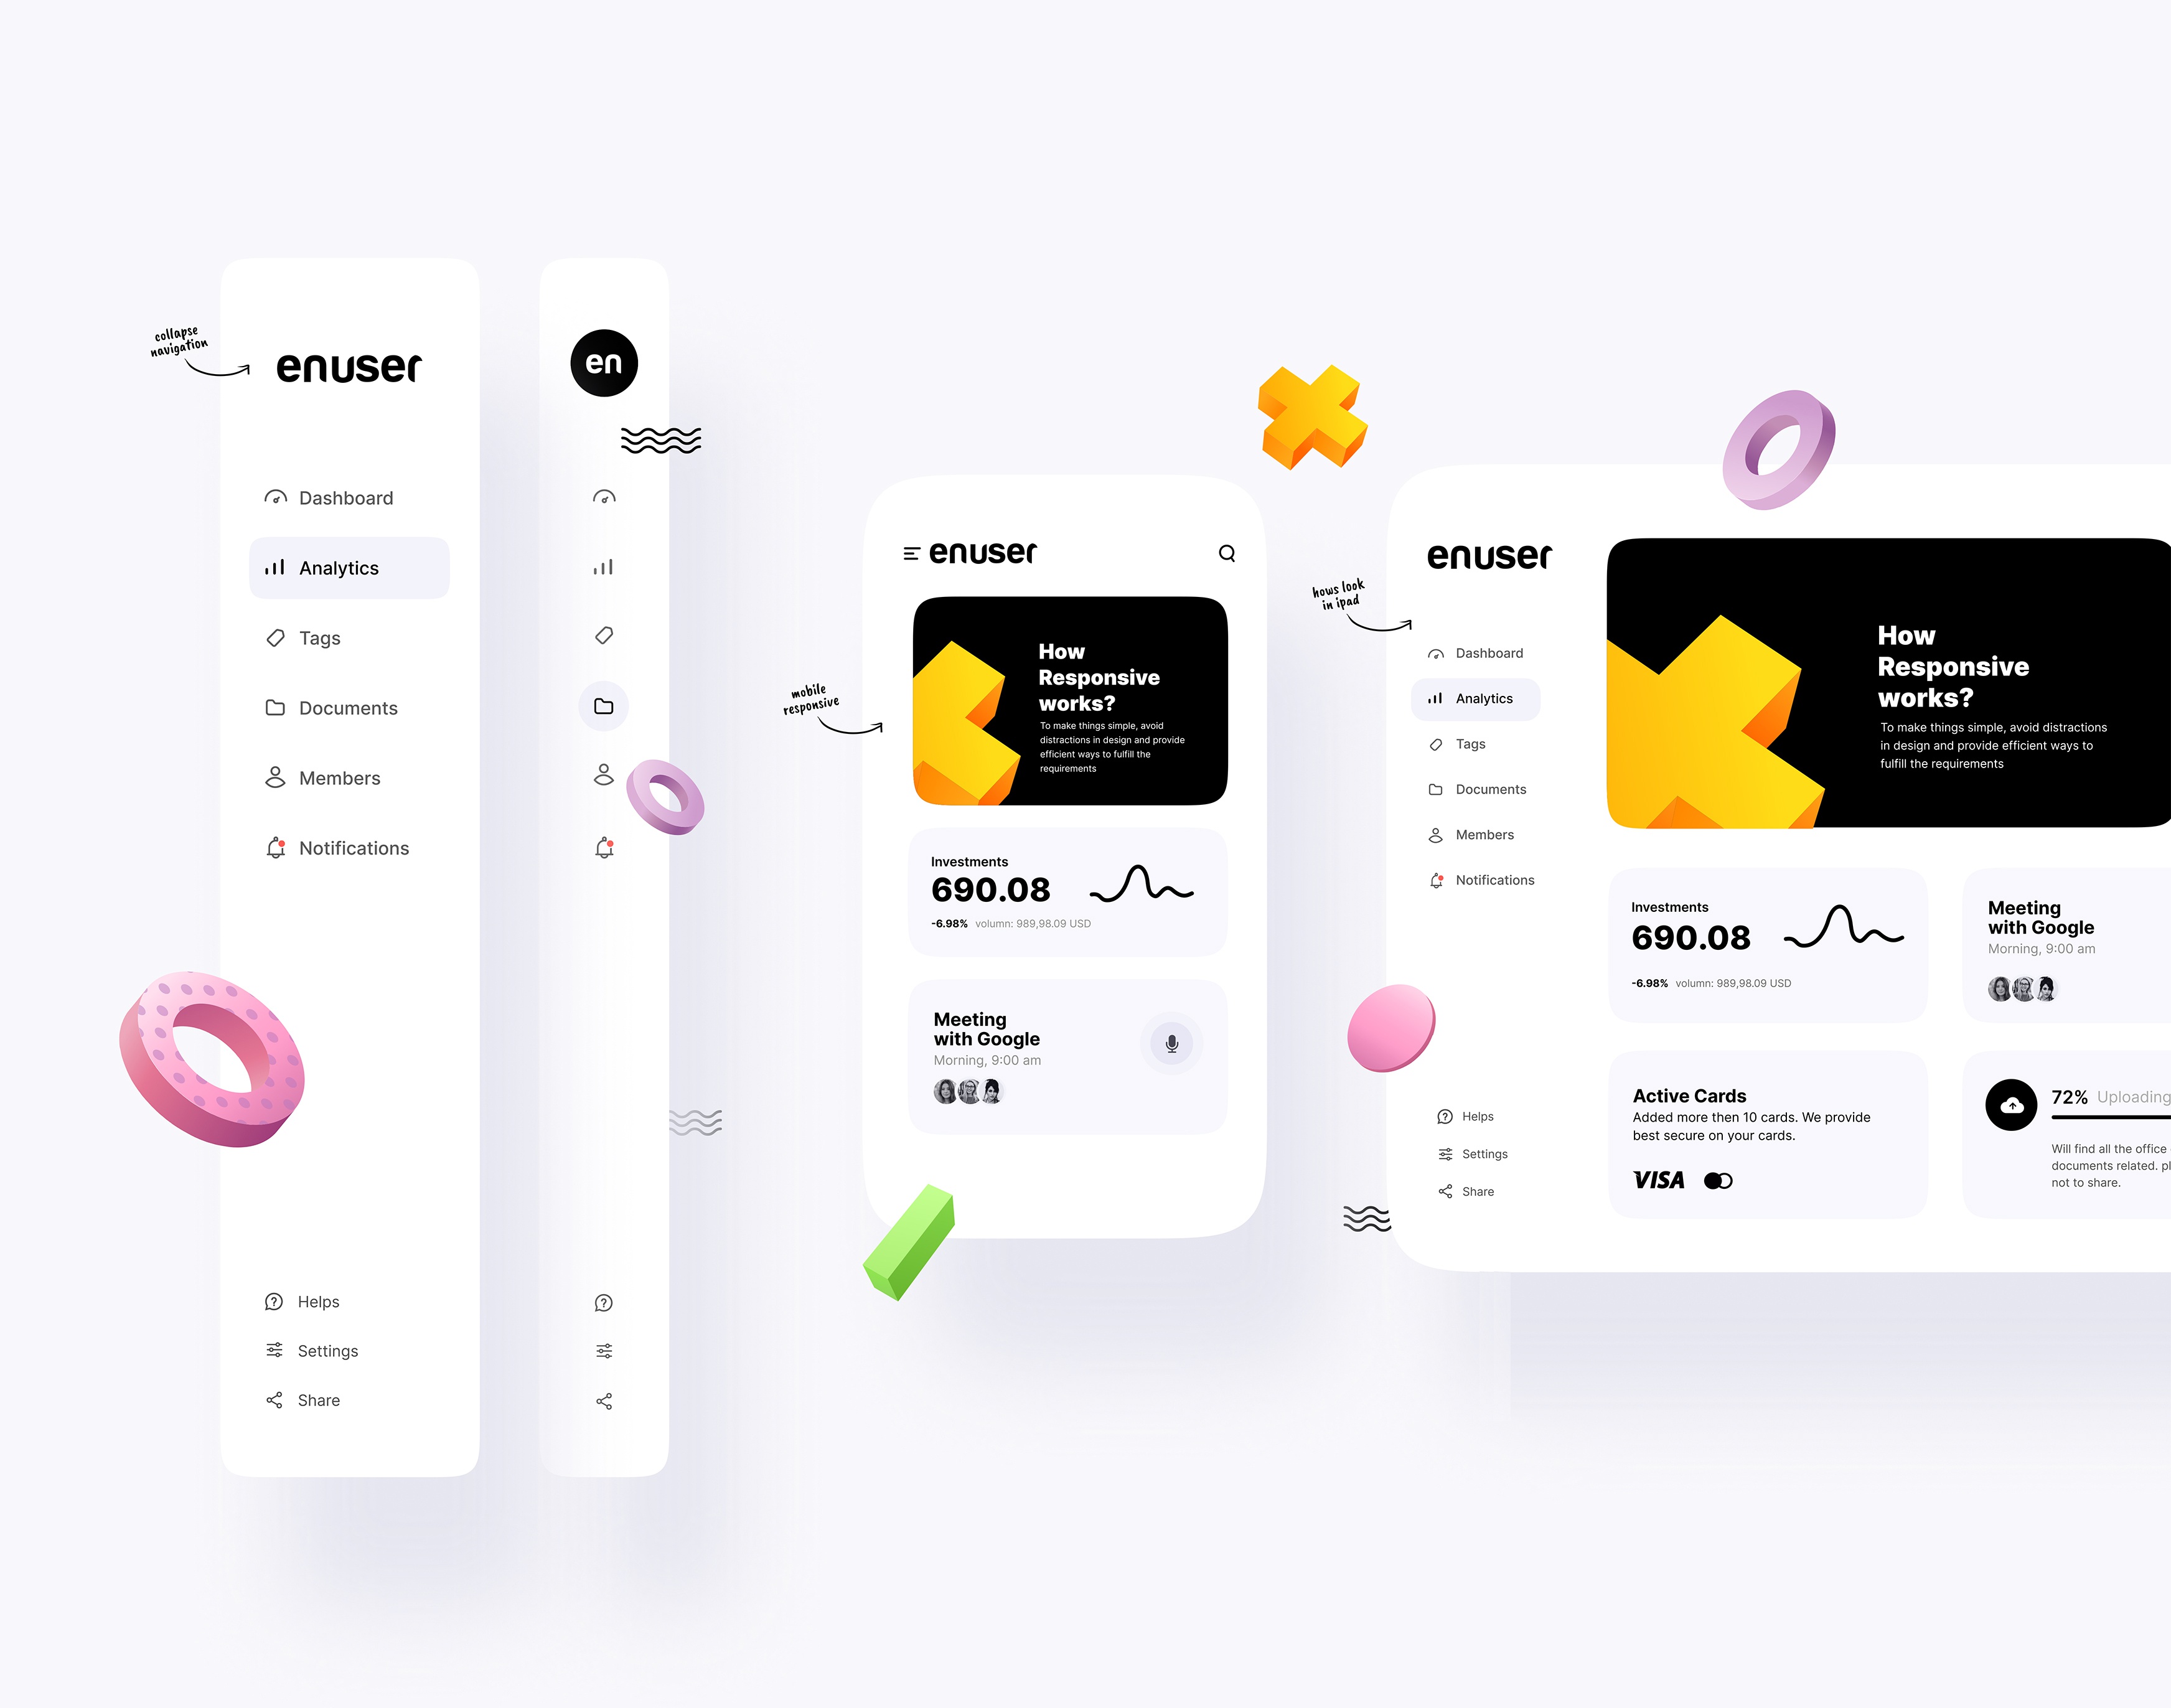 collapse
navigation
enuser
Dashboard
Analytics
Tags
Documents
Members
Notifications
Helps
Settings
Share
en
mobile
responsive
enuser
How
Responsive
works?
To make things simple, avoid
distractions in design and provide
efficient ways to fulfill the
requirements
Investments
690.08
-6.98% volumn: 989,98.09 USD
Meeting
with Google
Morning, 9:00 am
hows look
in ipad
enuser
Dashboard
Analytics
Tags
Documents
Members
Notifications
Helps
Settings
Share
How
Responsive
works?
To make things simple, avoid distractions
in design and provide efficient ways to
fulfill the requirements
Investments
690.08
-6.98% volumn: 989,98.09 USD
Meeting
with Google
Morning, 9:00 am
Active Cards
Added more then 10 cards. We provide
best secure on your cards.
VISA
72% Uploading
Will find all the office
documents related. pl
not to share.